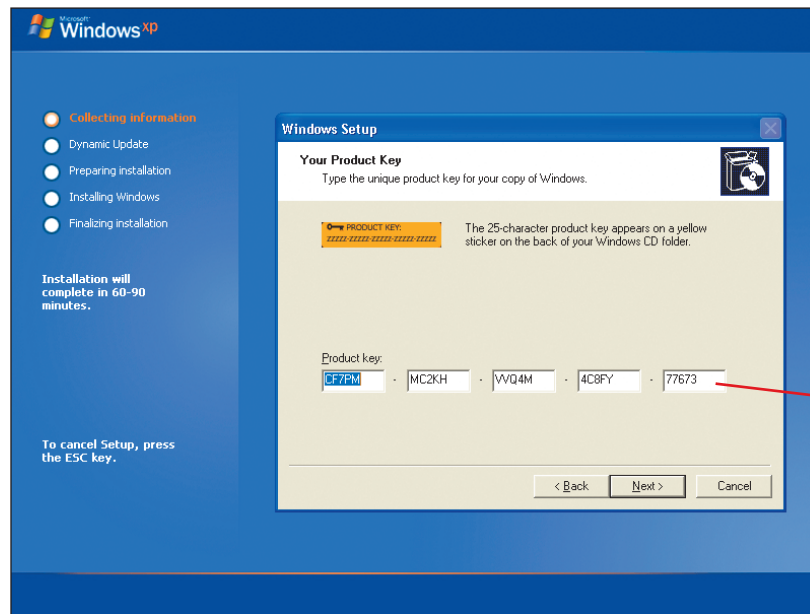 Microsoft
Windows xp
Collecting information
Dynamic Update
Preparing installation
Installing Windows
Finalizing installation
Installation will
complete in 60-90
minutes.
To cancel Setup, press
the ESC key.
Windows Setup
Your Product Key
Type the unique product key for your copy of Windows.
PRODUCT KEY:
ZZZZZ-ZZZZZ-ZZZZZ-ZZZZZ-ZZZZZ
The 25-character product key appears on a yellow
sticker on the back of your Windows CD folder.
Product key:
CF7PM - MC2KH - VVQ4M - 4C8FY - 77673
< Back Next > Cancel